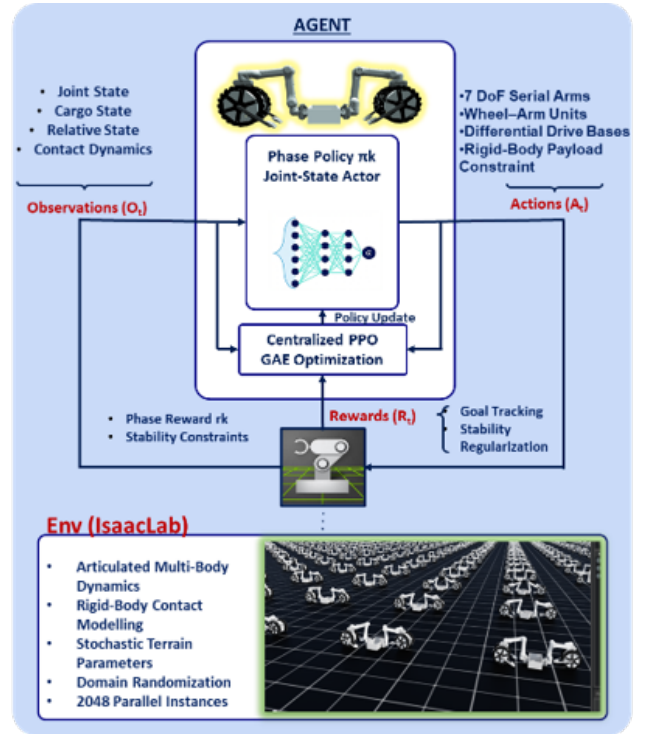 AGENT
• Joint State
• Cargo State
• Relative State
• Contact Dynamics
Observations (Ot)
•7 DoF Serial Arms
•Wheel–Arm Units
•Differential Drive Bases
•Rigid-Body Payload
Constraint
Actions (At)
Phase Policy πk
Joint-State Actor
a
Policy Update
Centralized PPO
GAE Optimization
• Phase Reward rk
• Stability Constraints
Rewards (Rt)
Goal Tracking
• Stability
Regularization
Env (IsaacLab)
• Articulated Multi-Body
Dynamics
• Rigid-Body Contact
Modelling
• Stochastic Terrain
Parameters
• Domain Randomization
• 2048 Parallel Instances